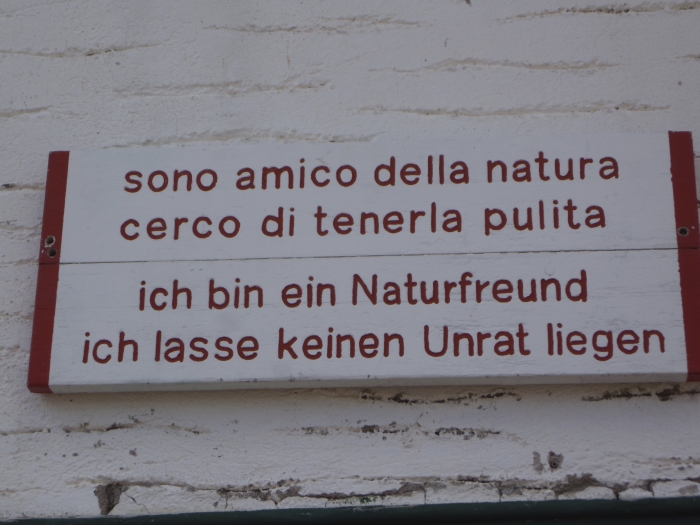 sono amico della natura
cerco di tenerla pulita
ich bin ein Naturfreund
ich lasse keinen Unrat liegen